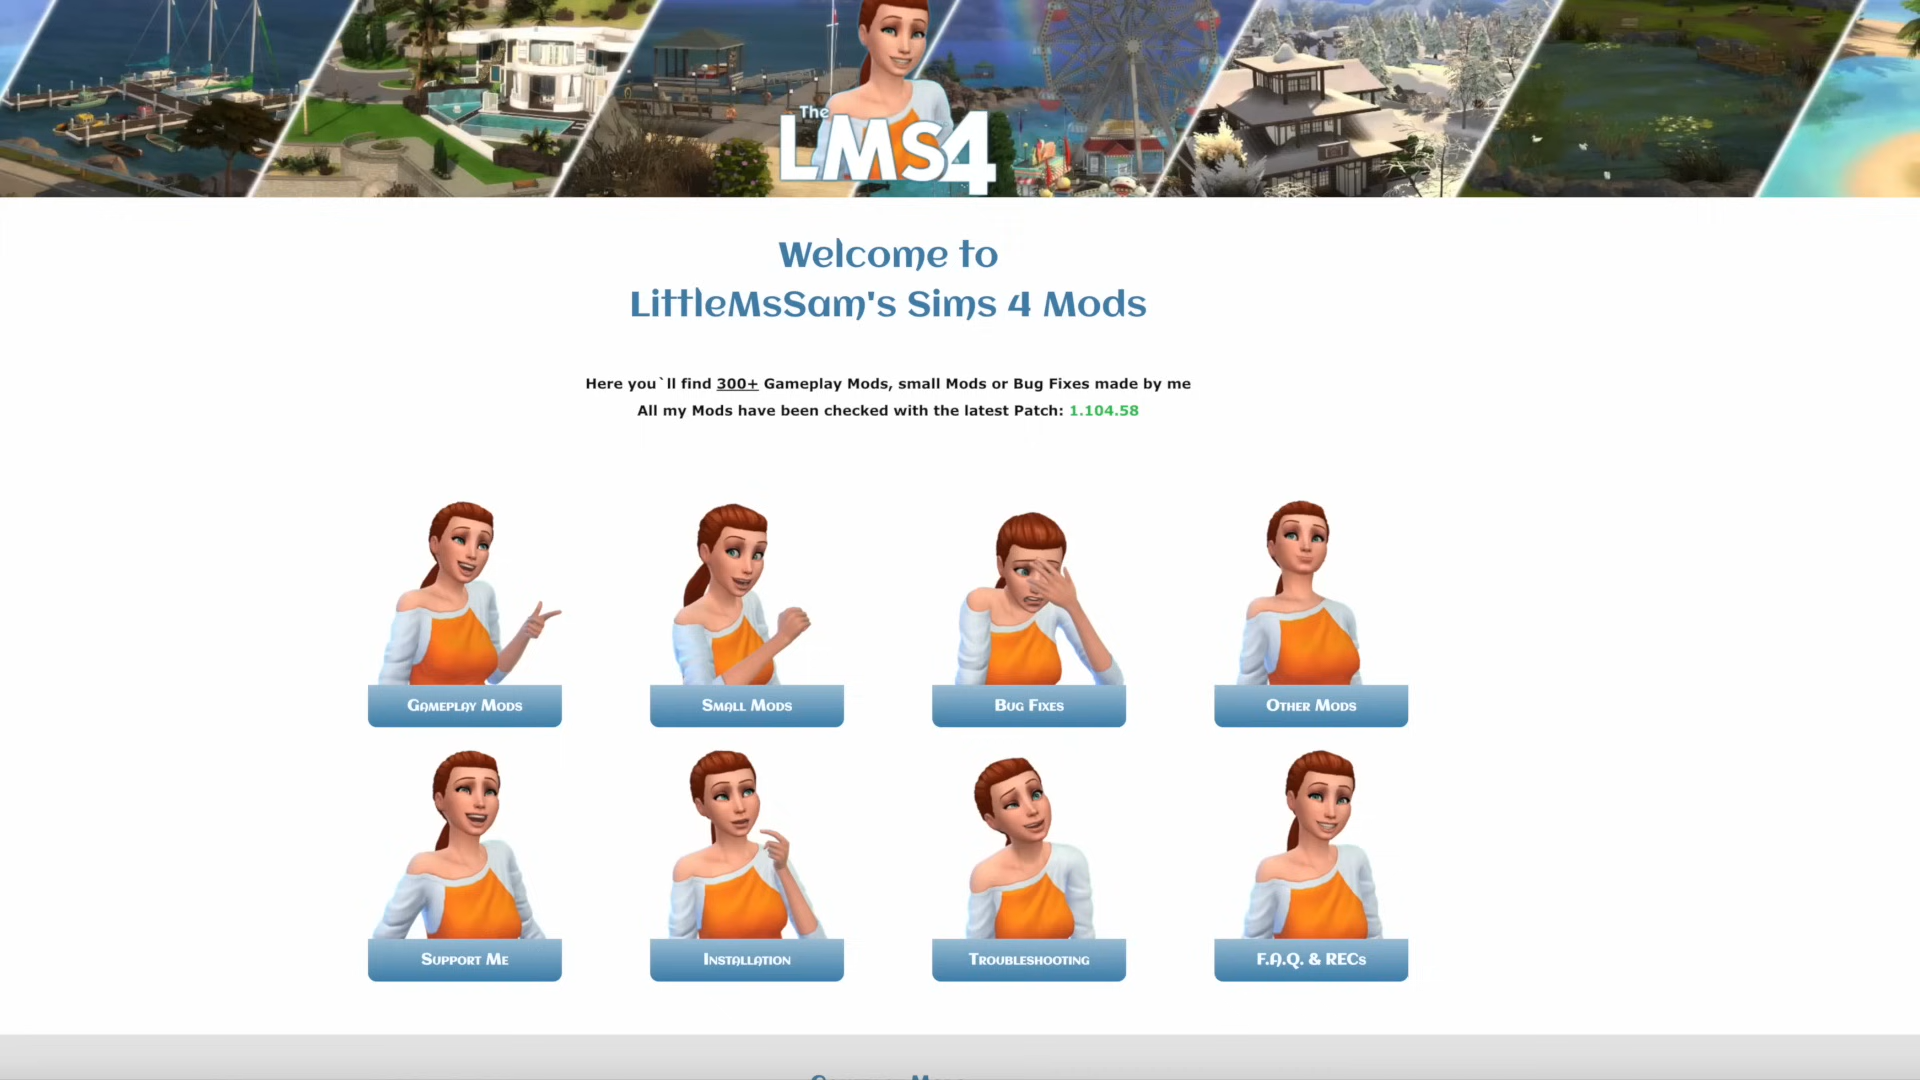 The
LMS4
Welcome to
LittleMsSam's Sims 4 Mods
Here you`ll find 300+ Gameplay Mods, small Mods or Bug Fixes made by me
All my Mods have been checked with the latest Patch: 1.104.58
Gameplay Mods
Small Mods
Bug Fixes
Other Mods
Support Me
Installation
Troubleshooting
F.A.Q. & RECs